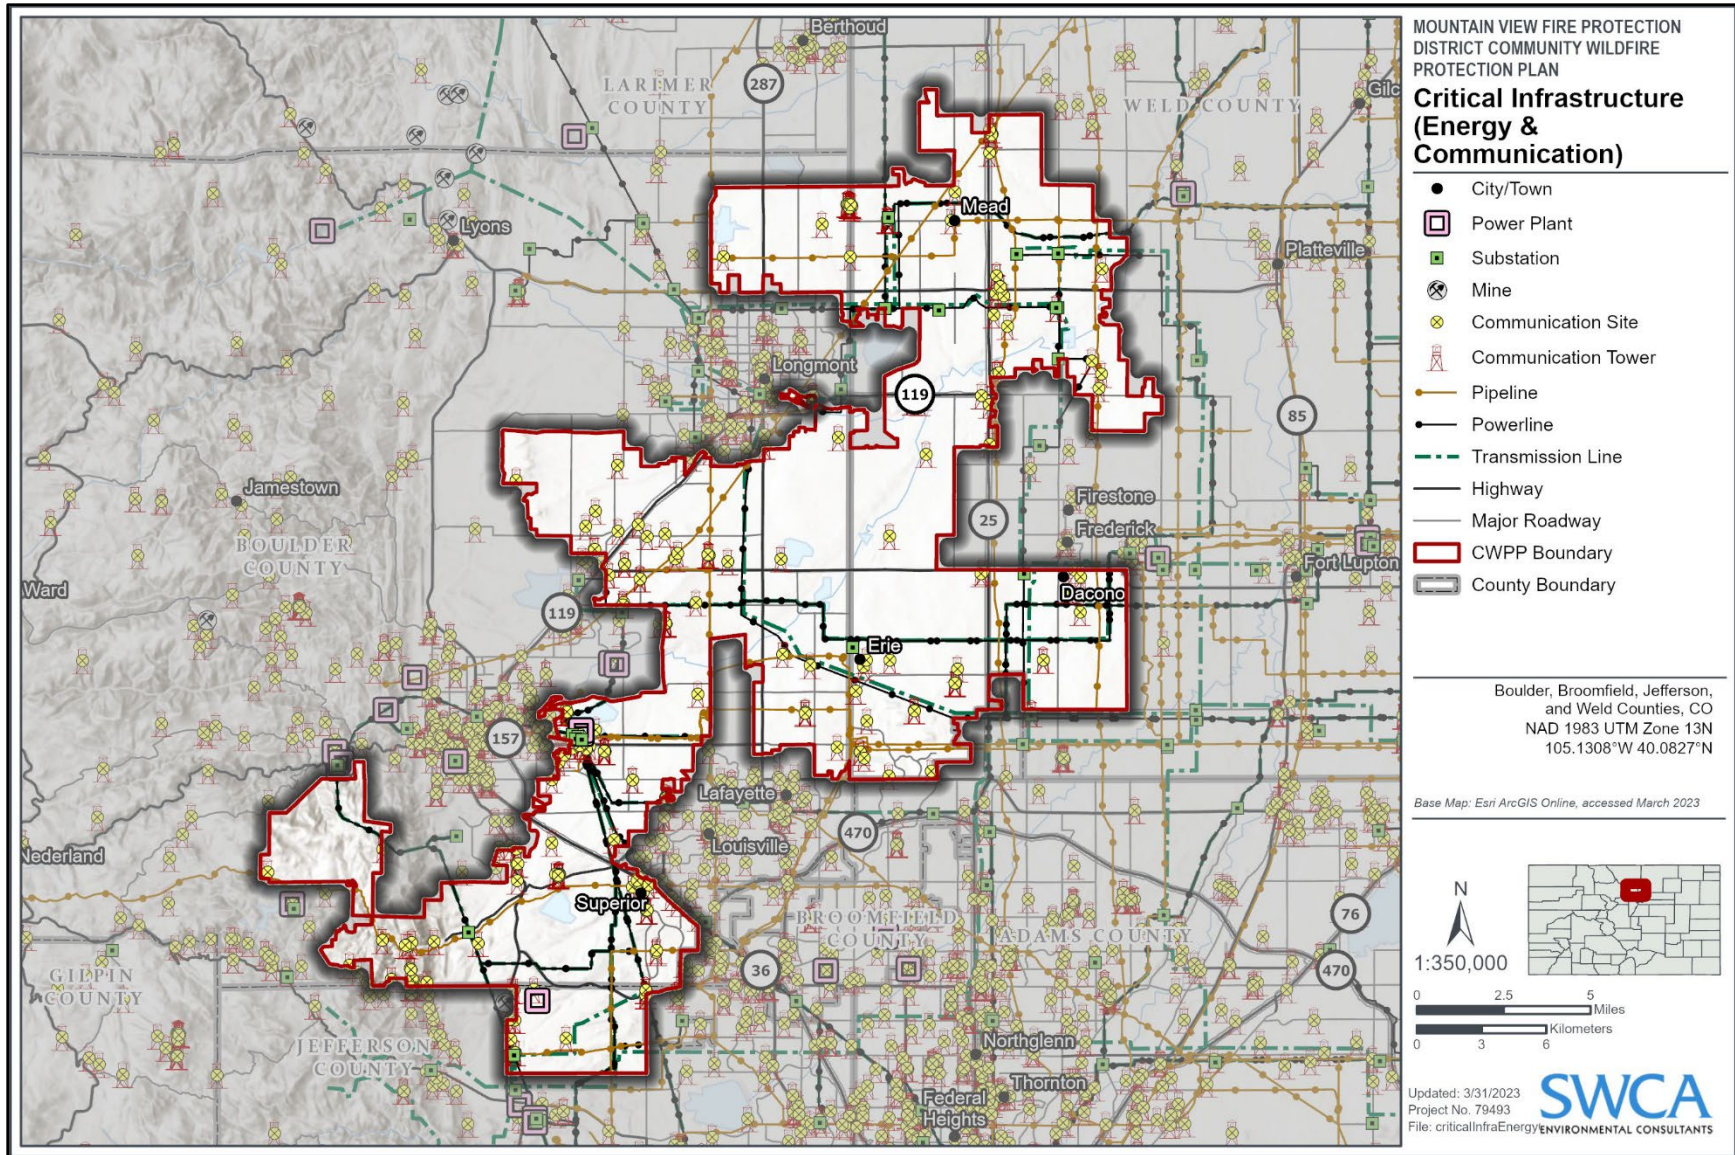 MOUNTAIN VIEW FIRE PROTECTION
DISTRICT COMMUNITY WILDFIRE
PROTECTION PLAN
Critical Infrastructure
(Energy &
Communication)
City/Town
Power Plant
Substation
Mine
Communication Site
Communication Tower
Pipeline
Powerline
Transmission Line
Highway
Major Roadway
CWPP Boundary
County Boundary
Boulder, Broomfield, Jefferson,
and Weld Counties, CO
NAD 1983 UTM Zone 13N
105.1308°W 40.0827°N
Base Map: Esri ArcGIS Online, accessed March 2023
N
1:350,000
0 2.5 5
Miles
Kilometers
0 3 6
Updated: 3/31/2023
Project No. 79493
File: criticalInfraEnergy
SWCA
ENVIRONMENTAL CONSULTANTS
Berthoud
LARIMER
COUNTY
287
WELD COUNTY
Gilc
Lyons
Mead
Platteville
Longmont
119
85
Jamestown
Firestone
25
Frederick
BOULDER
COUNTY
Fort Lupton
Ward
Dacono
119
Erie
157
Lafayette
470
Louisville
Nederland
Superior
BROOMFIELD
COUNTY
ADAMS COUNTY
76
36
470
GILPIN
COUNTY
JEFFERSON
COUNTY
Northglenn
Thornton
Federal
Heights